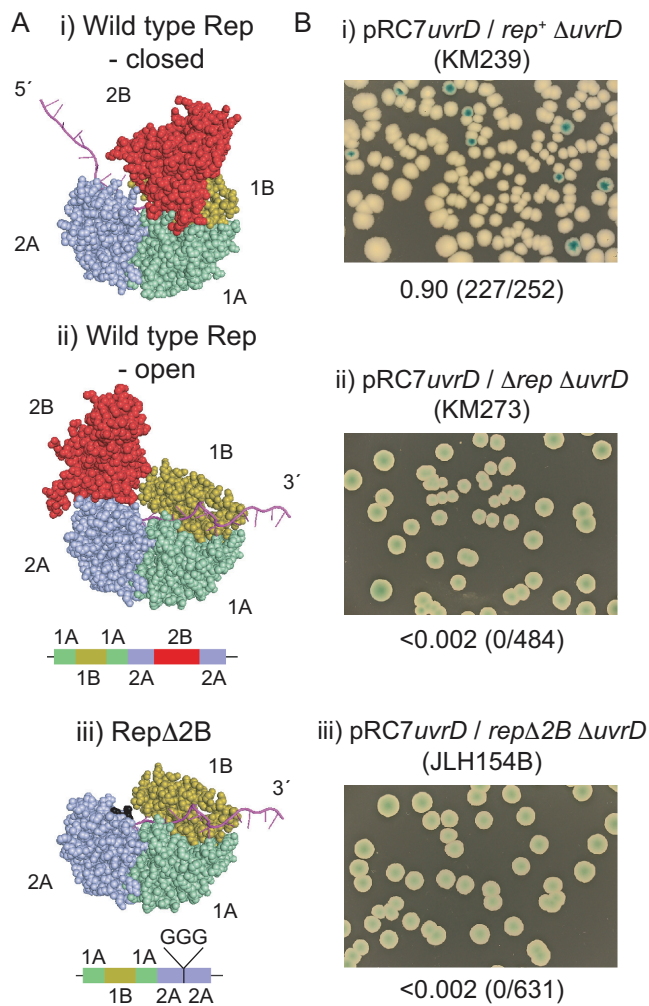 A
i) Wild type Rep
- closed
5´
2B
1B
2A
1A
ii) Wild type Rep
- open
2B
1B
3´
2A
1A
1A 1A 2B
1B 2A 2A
iii) RepΔ2B
1B
3´
2A
1A
GGG
1A 1A
1B 2A 2A
B
i) pRC7uvrD / rep+ ΔuvrD
(KM239)
0.90 (227/252)
ii) pRC7uvrD / Δrep ΔuvrD
(KM273)
<0.002 (0/484)
iii) pRC7uvrD / repΔ2B ΔuvrD
(JLH154B)
<0.002 (0/631)